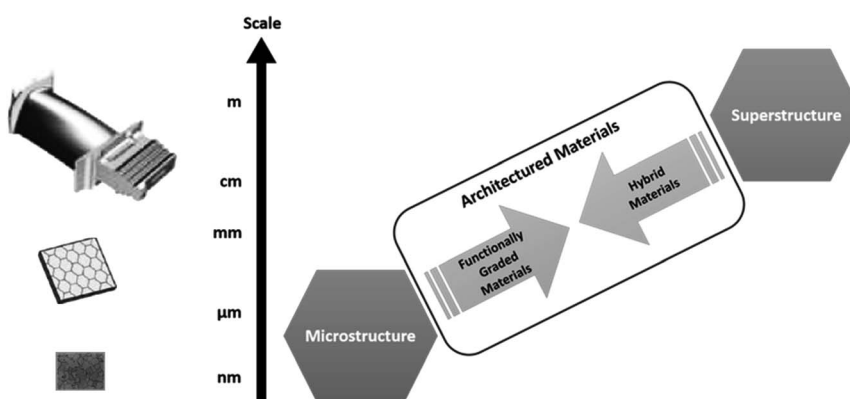 Scale
m
cm
mm
μm
nm
Superstructure
Architectured Materials
Hybrid
Materials
Functionally
Graded
Materials
Microstructure